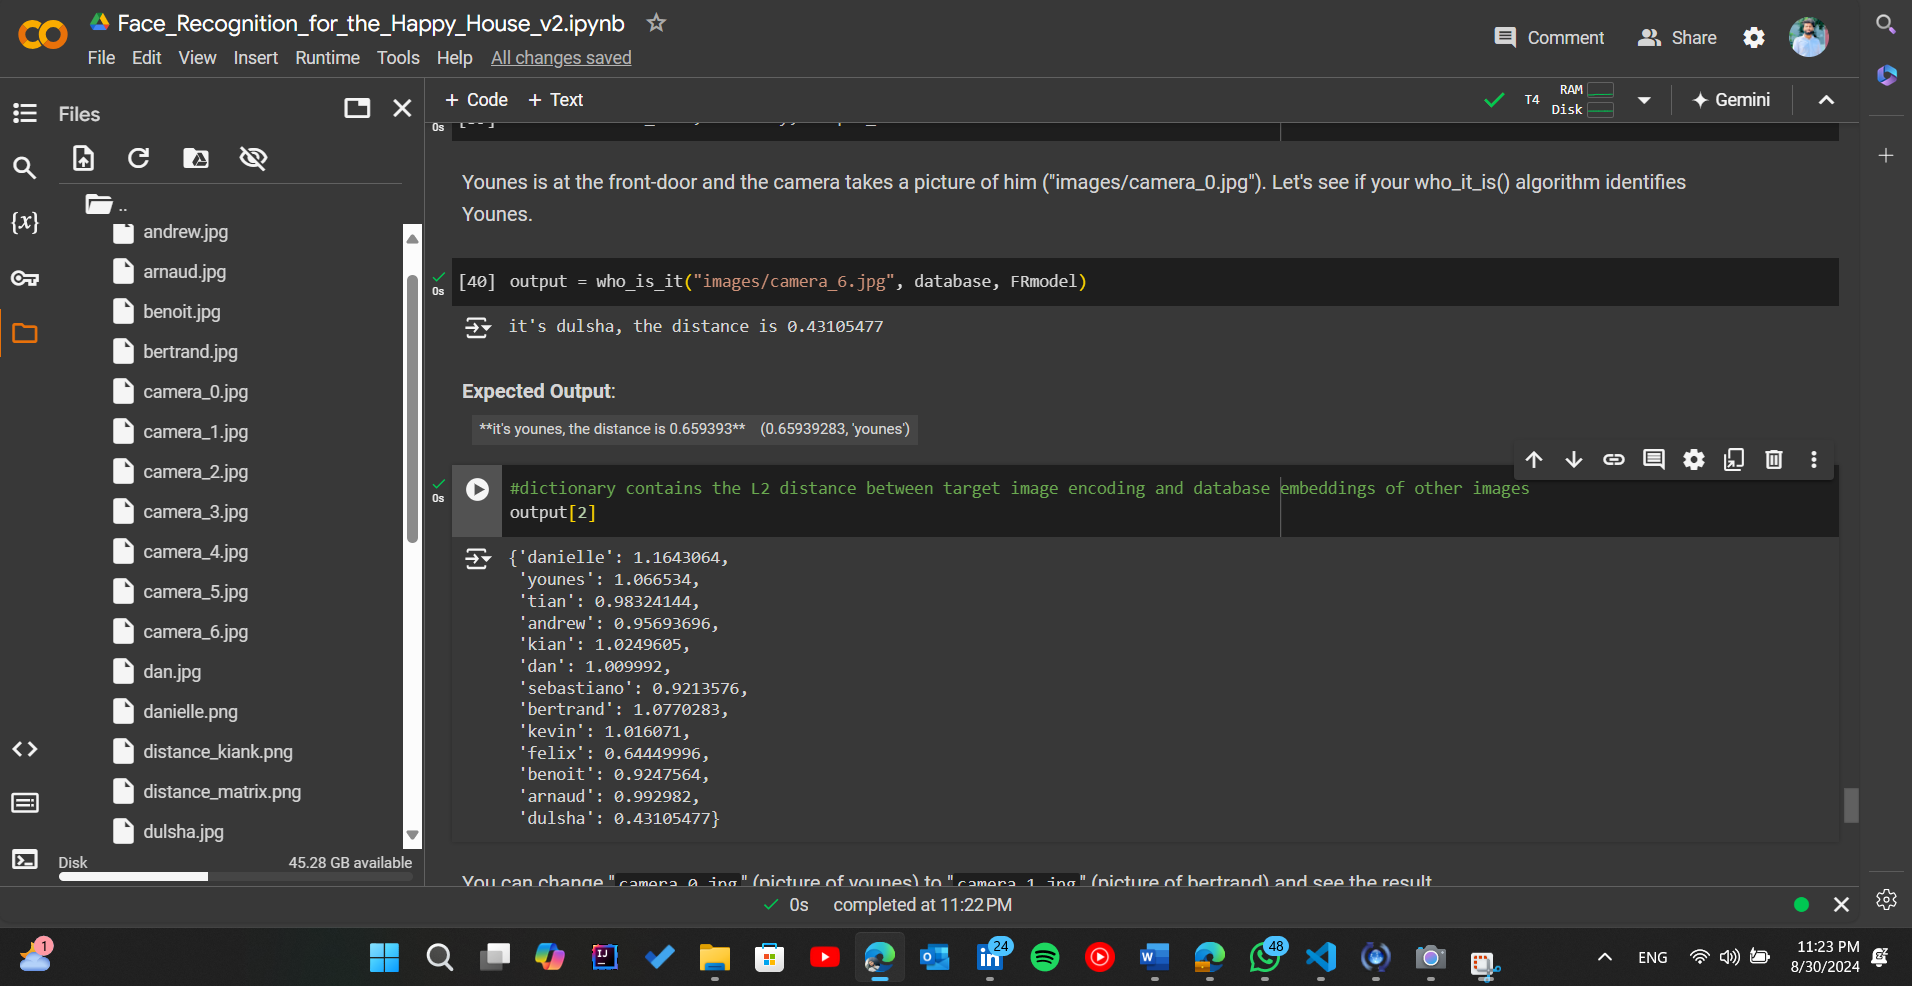 Face_Recognition_for_the_Happy_House_v2.ipynb
File Edit View Insert Runtime Tools Help All changes saved
Comment Share
Files
+ Code + Text
T4 RAM Disk
Gemini
..
andrew.jpg
arnaud.jpg
benoit.jpg
bertrand.jpg
camera_0.jpg
camera_1.jpg
camera_2.jpg
camera_3.jpg
camera_4.jpg
camera_5.jpg
camera_6.jpg
dan.jpg
danielle.png
distance_kiank.png
distance_matrix.png
dulsha.jpg
Disk 45.28 GB available
0s
Younes is at the front-door and the camera takes a picture of him ("images/camera_0.jpg"). Let's see if your who_it_is() algorithm identifies
Younes.
0s
[40] output = who_is_it("images/camera_6.jpg", database, FRmodel)
it's dulsha, the distance is 0.43105477
Expected Output:
**it's younes, the distance is 0.659393** (0.65939283, 'younes')
0s
#dictionary contains the L2 distance between target image encoding and database embeddings of other images
output[2]
{'danielle': 1.1643064,
'younes': 1.066534,
'tian': 0.98324144,
'andrew': 0.95693696,
'kian': 1.0249605,
'dan': 1.009992,
'sebastiano': 0.9213576,
'bertrand': 1.0770283,
'kevin': 1.016071,
'felix': 0.64449996,
'benoit': 0.9247564,
'arnaud': 0.992982,
'dulsha': 0.43105477}
You can change "camera_0.jpg" (picture of younes) to "camera_1.jpg" (picture of bertrand) and see the result
0s completed at 11:22 PM
1
24
48
ENG
11:23 PM
8/30/2024